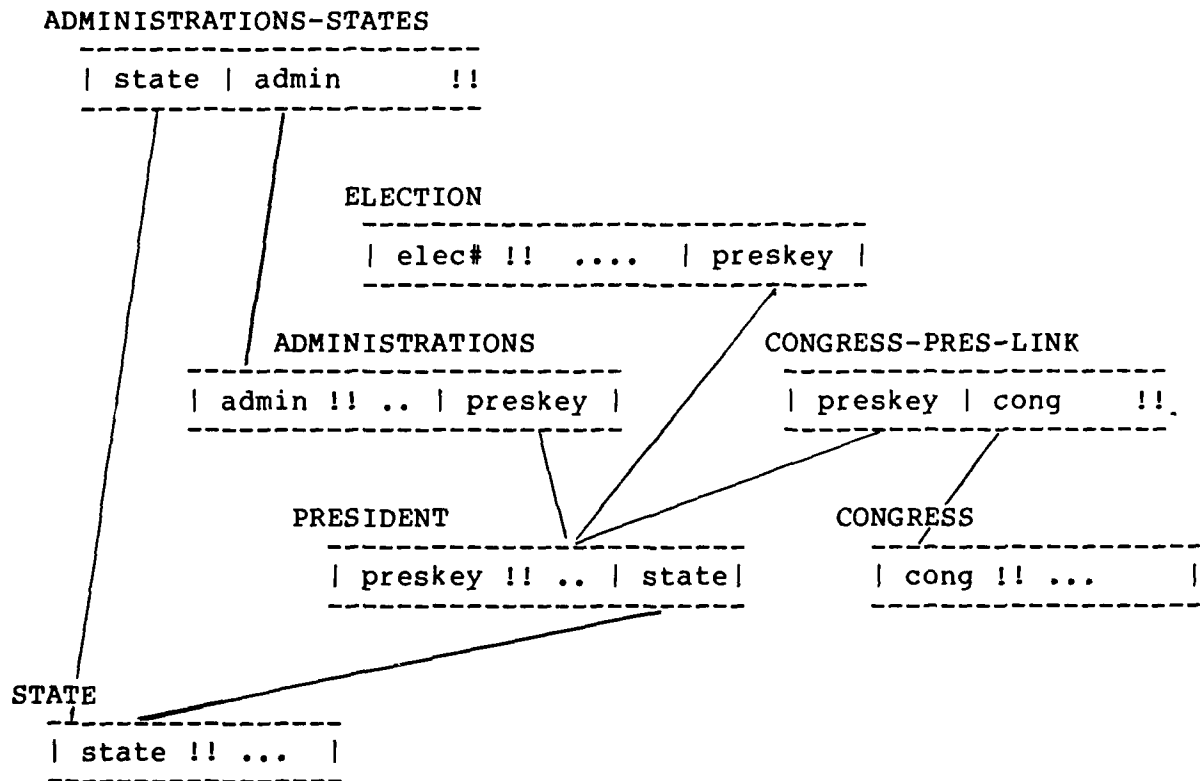 ADMINISTRATIONS-STATES
| state | admin !!
ELECTION
| elec# !! .... | preskey |
ADMINISTRATIONS CONGRESS-PRES-LINK
| admin !! .. | preskey | | preskey | cong !!
PRESIDENT CONGRESS
| preskey !! .. | state| | cong !! ... |
STATE
| state !! ... |